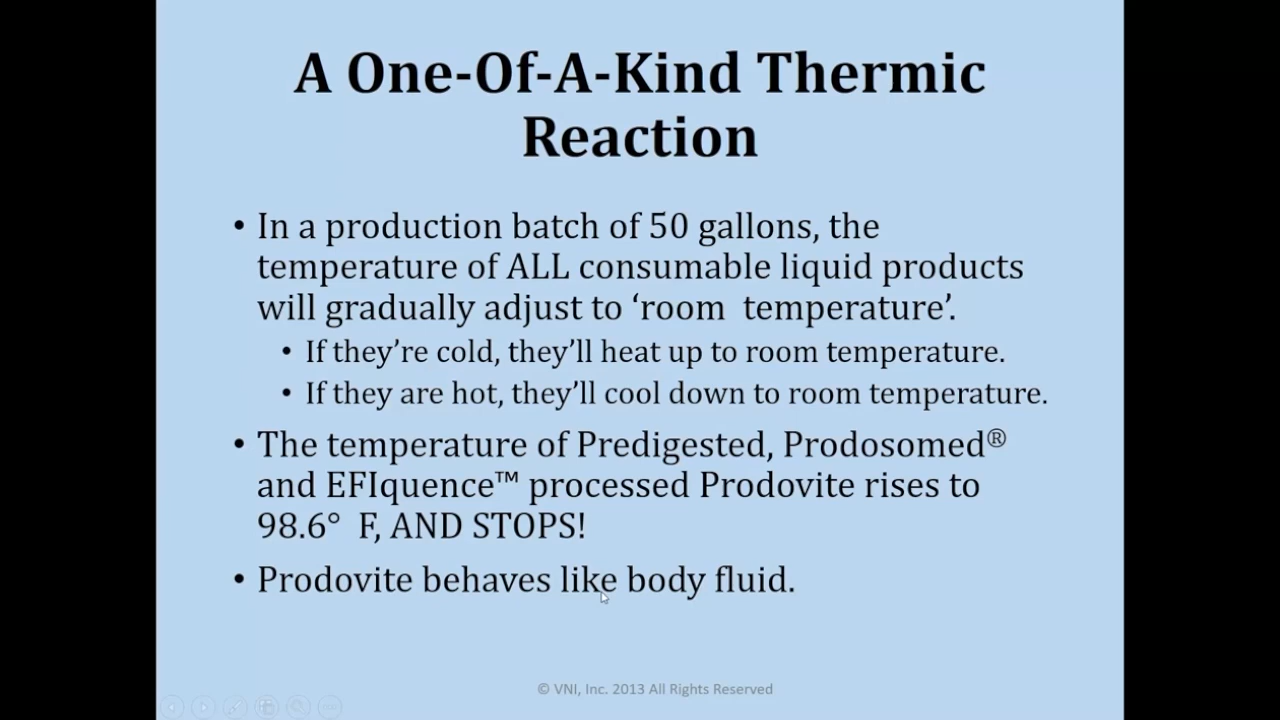 A One-Of-A-Kind Thermic
Reaction
• In a production batch of 50 gallons, the
temperature of ALL consumable liquid products
will gradually adjust to ‘room  temperature’.
• If they’re cold, they’ll heat up to room temperature.
• If they are hot, they’ll cool down to room temperature.
• The temperature of Predigested, Prodosomed®
and EFIquence™ processed Prodovite rises to
98.6°  F, AND STOPS!
• Prodovite behaves like body fluid.
© VNI, Inc. 2013 All Rights Reserved